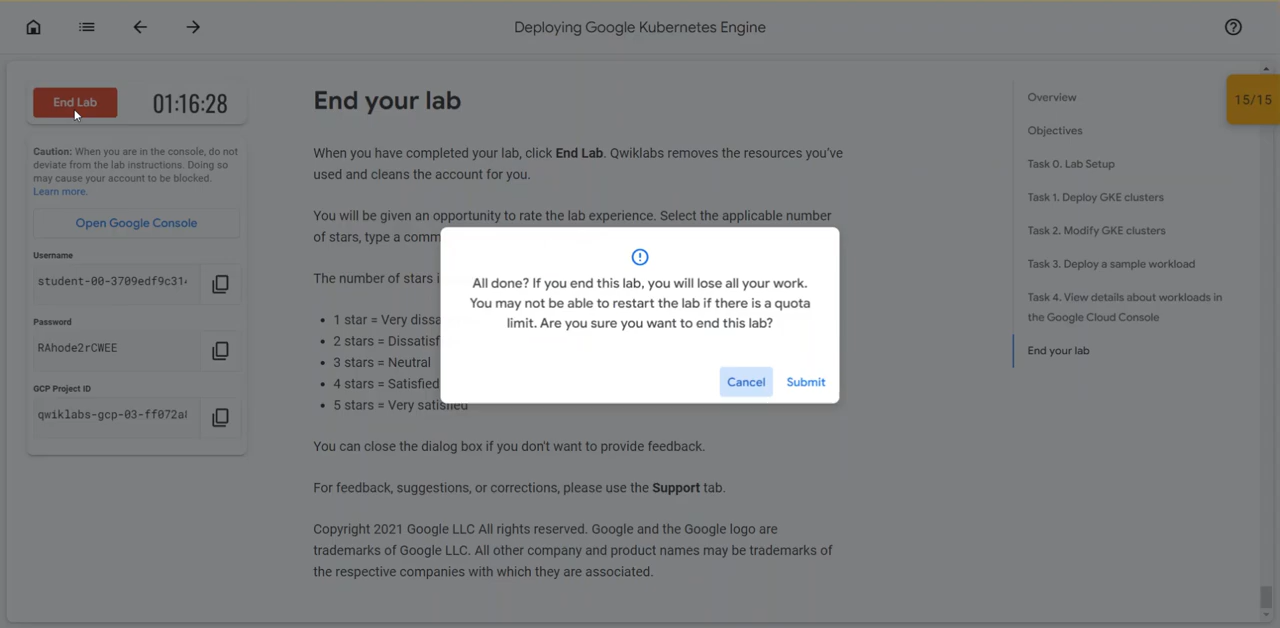 Deploying Google Kubernetes Engine
End Lab
01:16:28
Caution: When you are in the console, do not
deviate from the lab instructions. Doing so
may cause your account to be blocked.
Learn more.
Open Google Console
Username
student-00-3709edf9c31
Password
RAhode2rCWEE
GCP Project ID
qwiklabs-gcp-03-ff072a
End your lab
When you have completed your lab, click End Lab. Qwiklabs removes the resources you've
used and cleans the account for you.
You will be given an opportunity to rate the lab experience. Select the applicable number
of stars, type a comm
The number of stars i
• 1 star = Very dissa
• 2 stars = Dissatisf
• 3 stars = Neutral
• 4 stars = Satisfied
• 5 stars = Very satisfied
You can close the dialog box if you don't want to provide feedback.
For feedback, suggestions, or corrections, please use the Support tab.
Copyright 2021 Google LLC All rights reserved. Google and the Google logo are
trademarks of Google LLC. All other company and product names may be trademarks of
the respective companies with which they are associated.
All done? If you end this lab, you will lose all your work.
You may not be able to restart the lab if there is a quota
limit. Are you sure you want to end this lab?
Cancel
Submit
Overview
Objectives
Task 0. Lab Setup
Task 1. Deploy GKE clusters
Task 2. Modify GKE clusters
Task 3. Deploy a sample workload
Task 4. View details about workloads in
the Google Cloud Console
End your lab
15/15